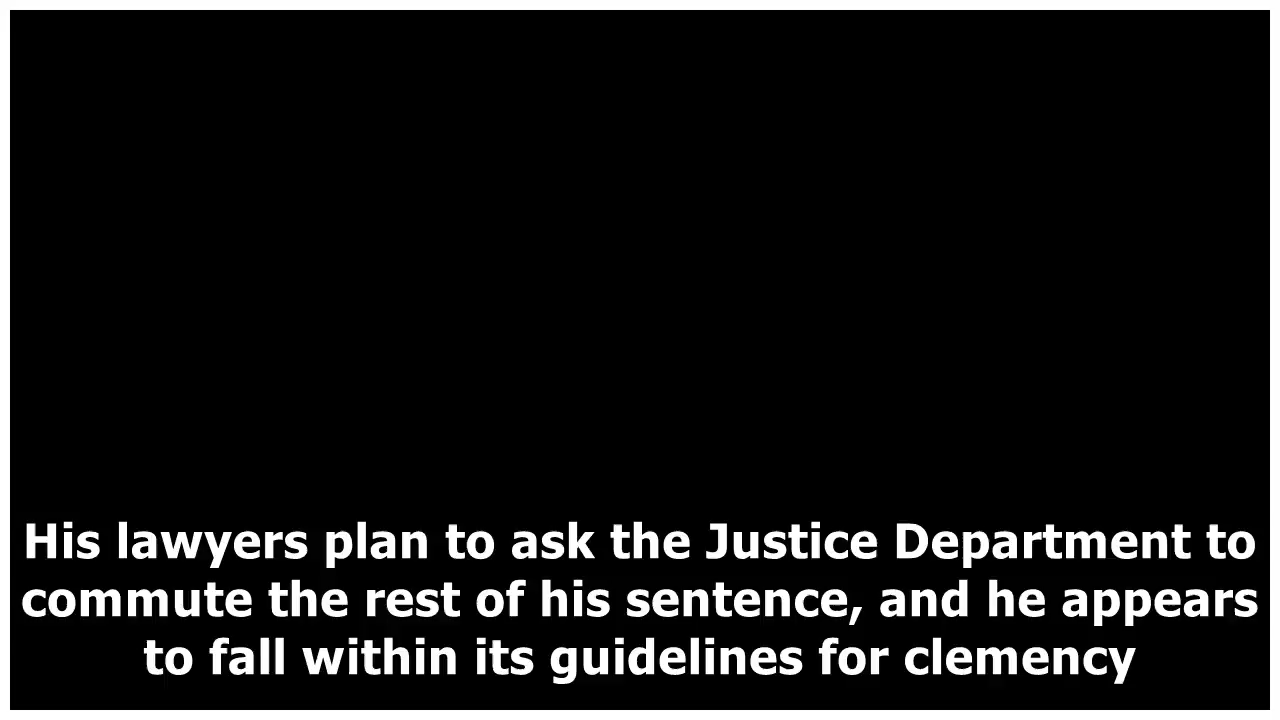 His lawyers plan to ask the Justice Department to
commute the rest of his sentence, and he appears
to fall within its guidelines for clemency